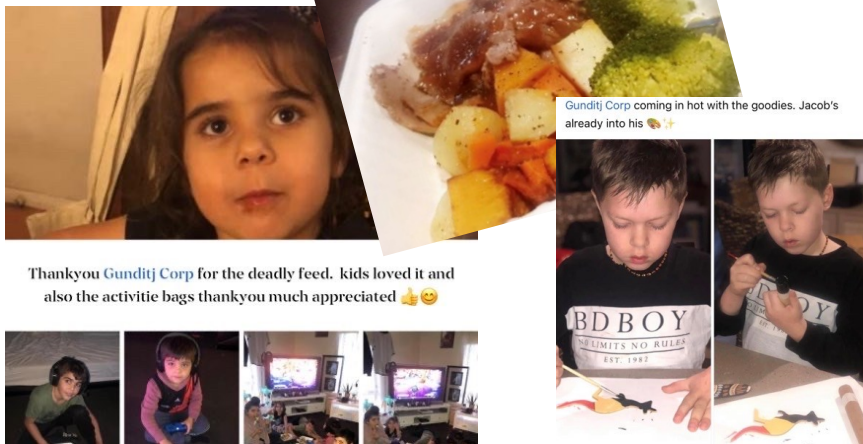 Thankyou Gunditj Corp for the deadly feed. kids loved it and
also the activitie bags thankyou much appreciated 👍😊
Gunditj Corp coming in hot with the goodies. Jacob's
already into his 🎨✨
BDBOY
NO LIMITS NO RULES
EST. 1987
BDBOY